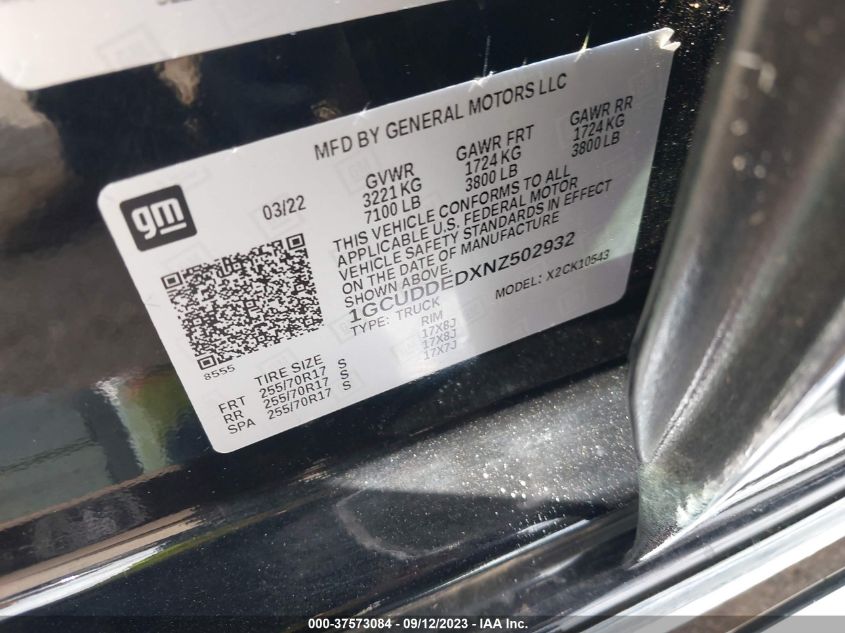 MFD BY GENERAL MOTORS LLC
gm
03/22
GVWR
3221 KG
7100 LB
GAWR FRT
1724 KG
3800 LB
GAWR RR
1724 KG
3800 LB
THIS VEHICLE CONFORMS TO ALL
APPLICABLE U.S. FEDERAL MOTOR
VEHICLE SAFETY STANDARDS IN EFFECT
ON THE DATE OF MANUFACTURE
SHOWN ABOVE.
1GCUDDEDXNZ502932
TYPE: TRUCK
MODEL: X2CK10543
8555
TIRE SIZE RIM
FRT 255/70R17 S 17X8J
RR 255/70R17 S 17X8J
SPA 255/70R17 S 17X7J
000-37573084 - 09/12/2023 - IAA Inc.